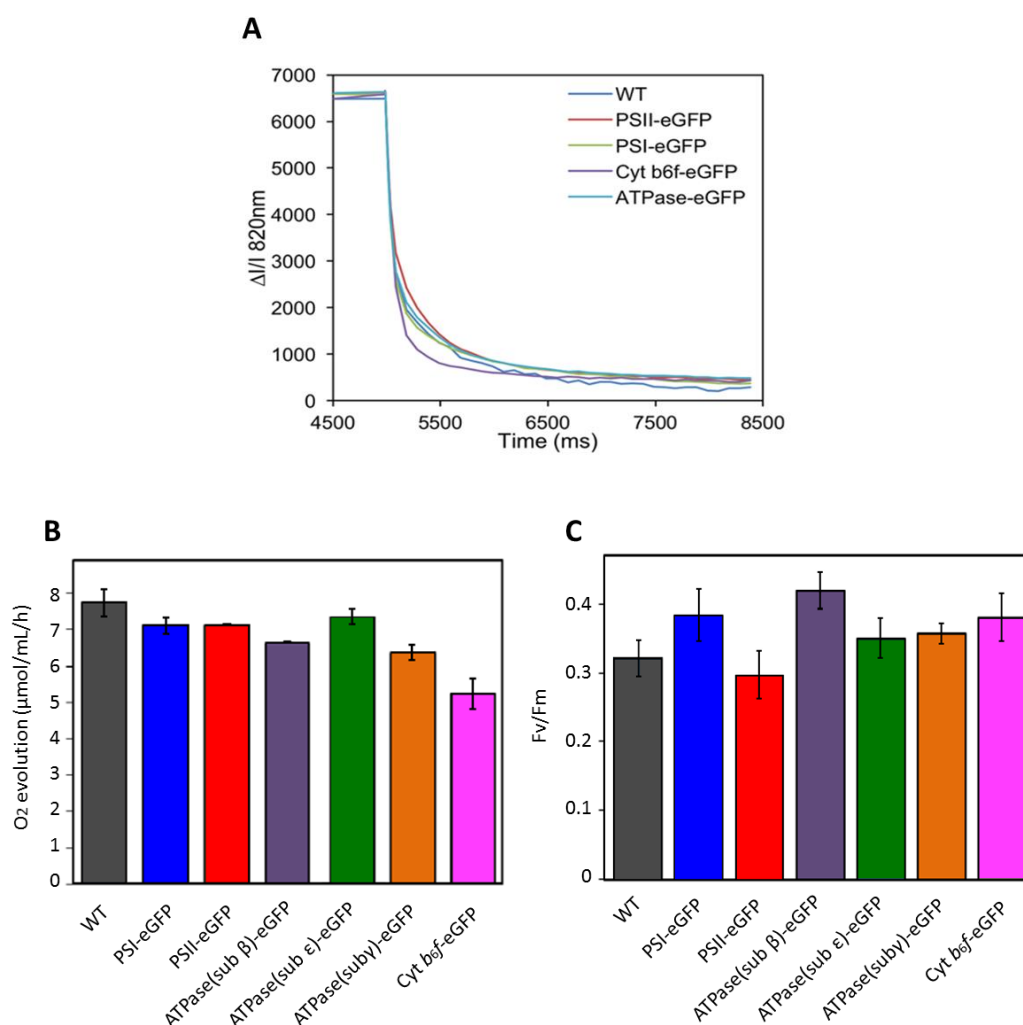 A
ΔI/I 820nm
7000
6000
5000
4000
3000
2000
1000
0
WT
PSII-eGFP
PSI-eGFP
Cyt b6f-eGFP
ATPase-eGFP
4500 5500 6500 7500 8500
Time (ms)
B
O2 evolution (μmol/mL/h)
8
7
6
5
4
3
2
1
0
WT
PSI-eGFP
PSII-eGFP
ATPase(sub β)-eGFP
ATPase(sub ε)-eGFP
ATPase(subγ)-eGFP
Cyt b6f-eGFP
C
Fv/Fm
0.4
0.3
0.2
0.1
0
WT
PSI-eGFP
PSII-eGFP
ATPase(sub β)-eGFP
ATPase(sub ε)-eGFP
ATPase(subγ)-eGFP
Cyt b6f-eGFP